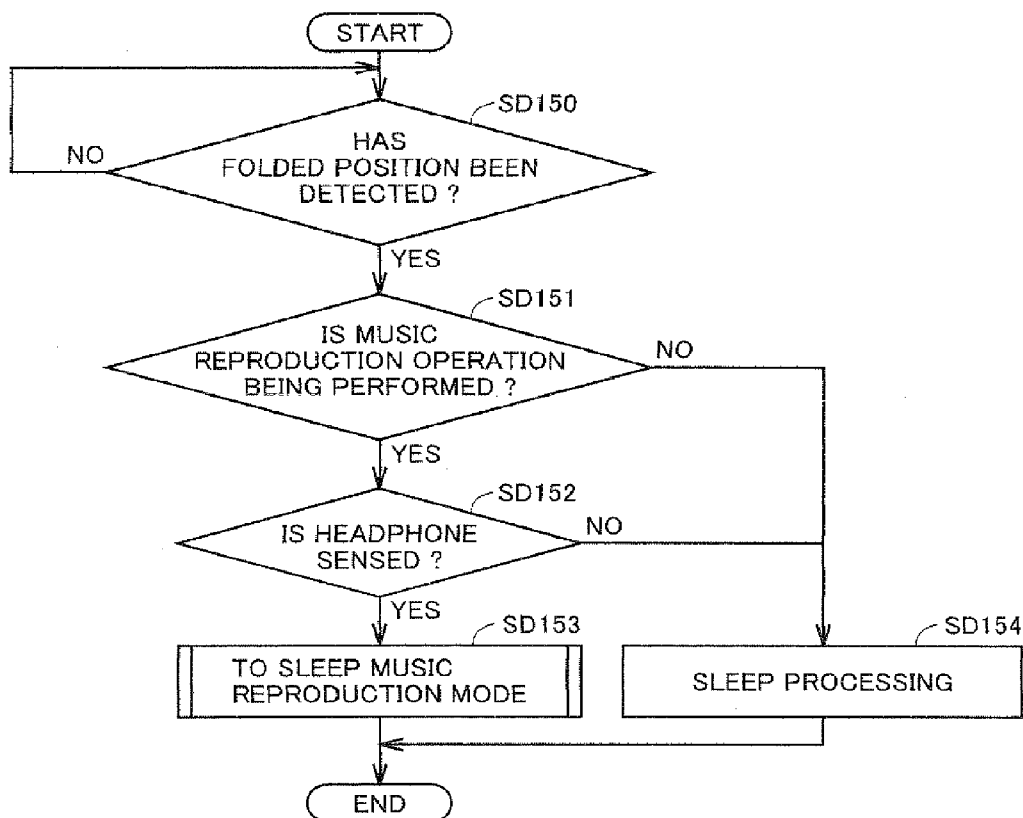 START
SD150
HAS
FOLDED POSITION BEEN
DETECTED ?
NO
YES
SD151
IS MUSIC
REPRODUCTION OPERATION
BEING PERFORMED ?
NO
YES
SD152
IS HEADPHONE
SENSED ?
NO
YES
SD153
TO SLEEP MUSIC
REPRODUCTION MODE
SD154
SLEEP PROCESSING
END